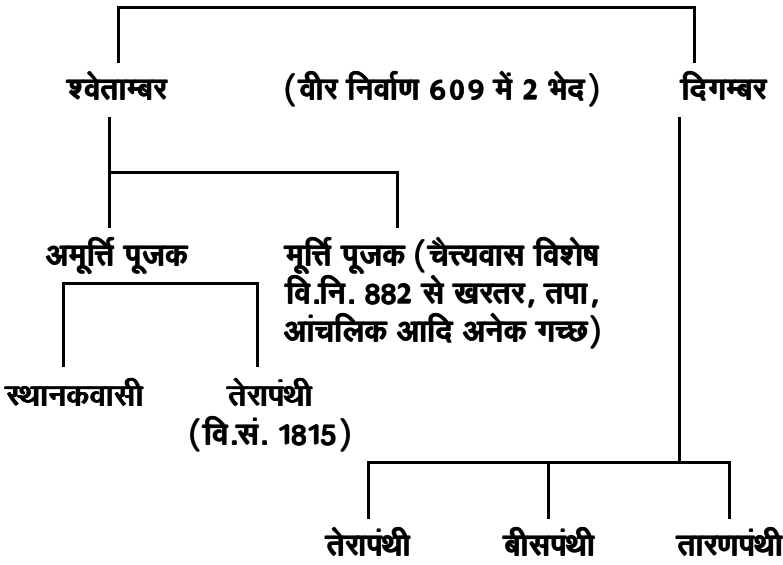 श्वेताम्बर (वीर निर्वाण 609 में 2 भेद) दिगम्बर
अमूर्त्ति पूजक
मूर्त्ति पूजक (चैत्त्यवास विशेष
वि.नि. 882 से खरतर, तपा,
आंचलिक आदि अनेक गच्छ)
स्थानकवासी
तेरापंथी
(वि.सं. 1815)
तेरापंथी बीसपंथी तारणपंथी